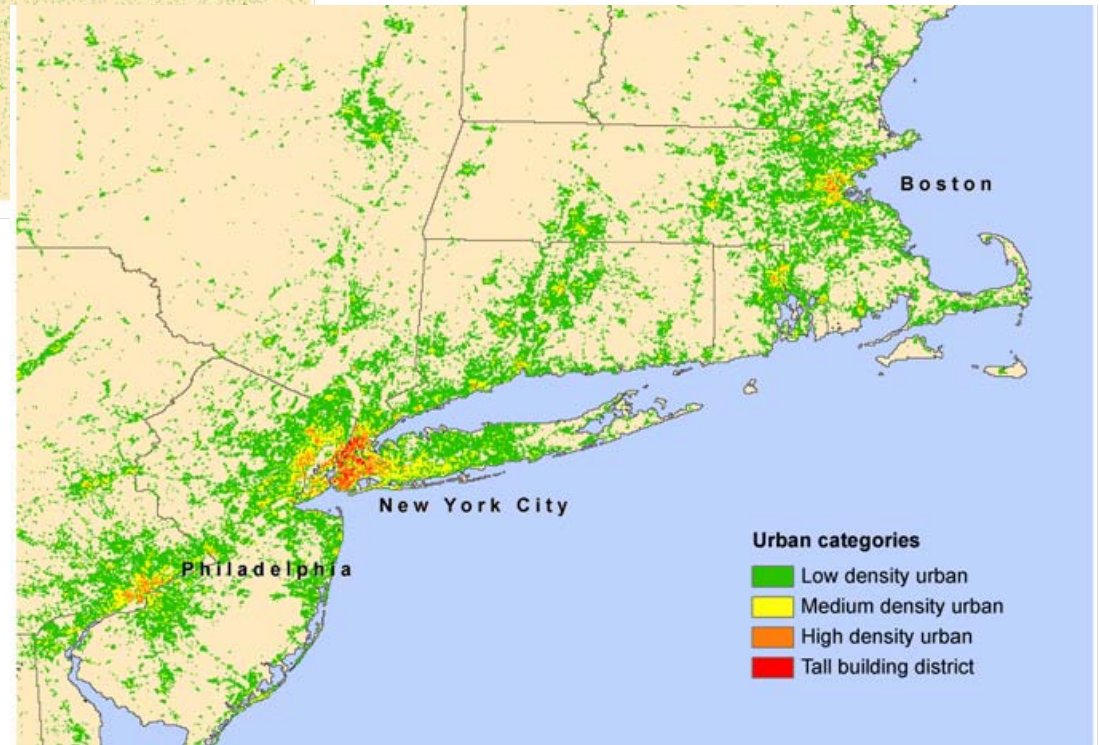 Boston
New York City
Philadelphia
Urban categories
Low density urban
Medium density urban
High density urban
Tall building district